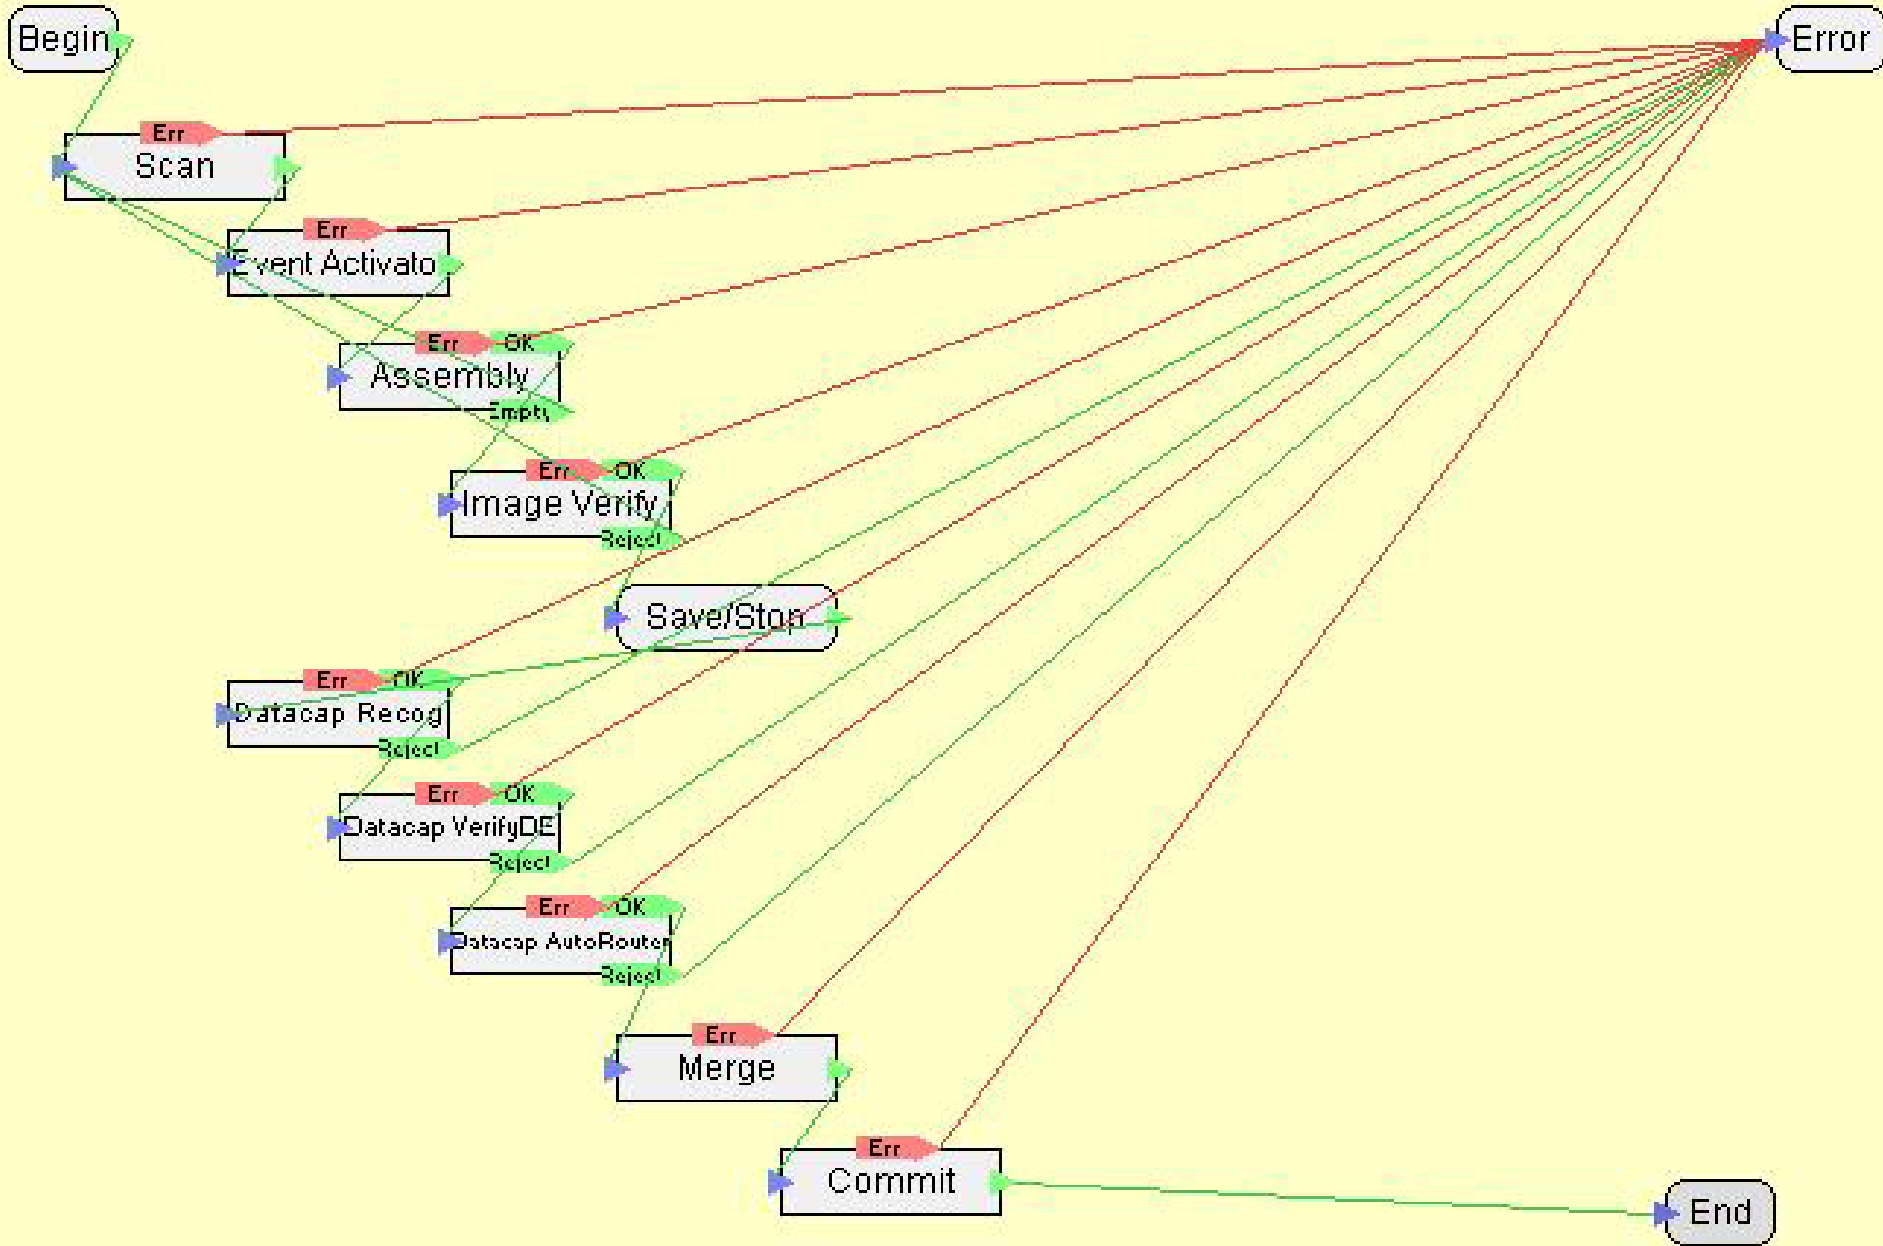 Begin
Error
Err
Scan
Err
Event Activato
Err OK
Assembly
Empty
Err OK
Image Verify
Reject
Save/Stop
Err OK
Datacap Recog
Reject
Err OK
Datacap VerifyDE
Reject
Err OK
Datacap AutoRouter
Reject
Err
Merge
Err
Commit
End